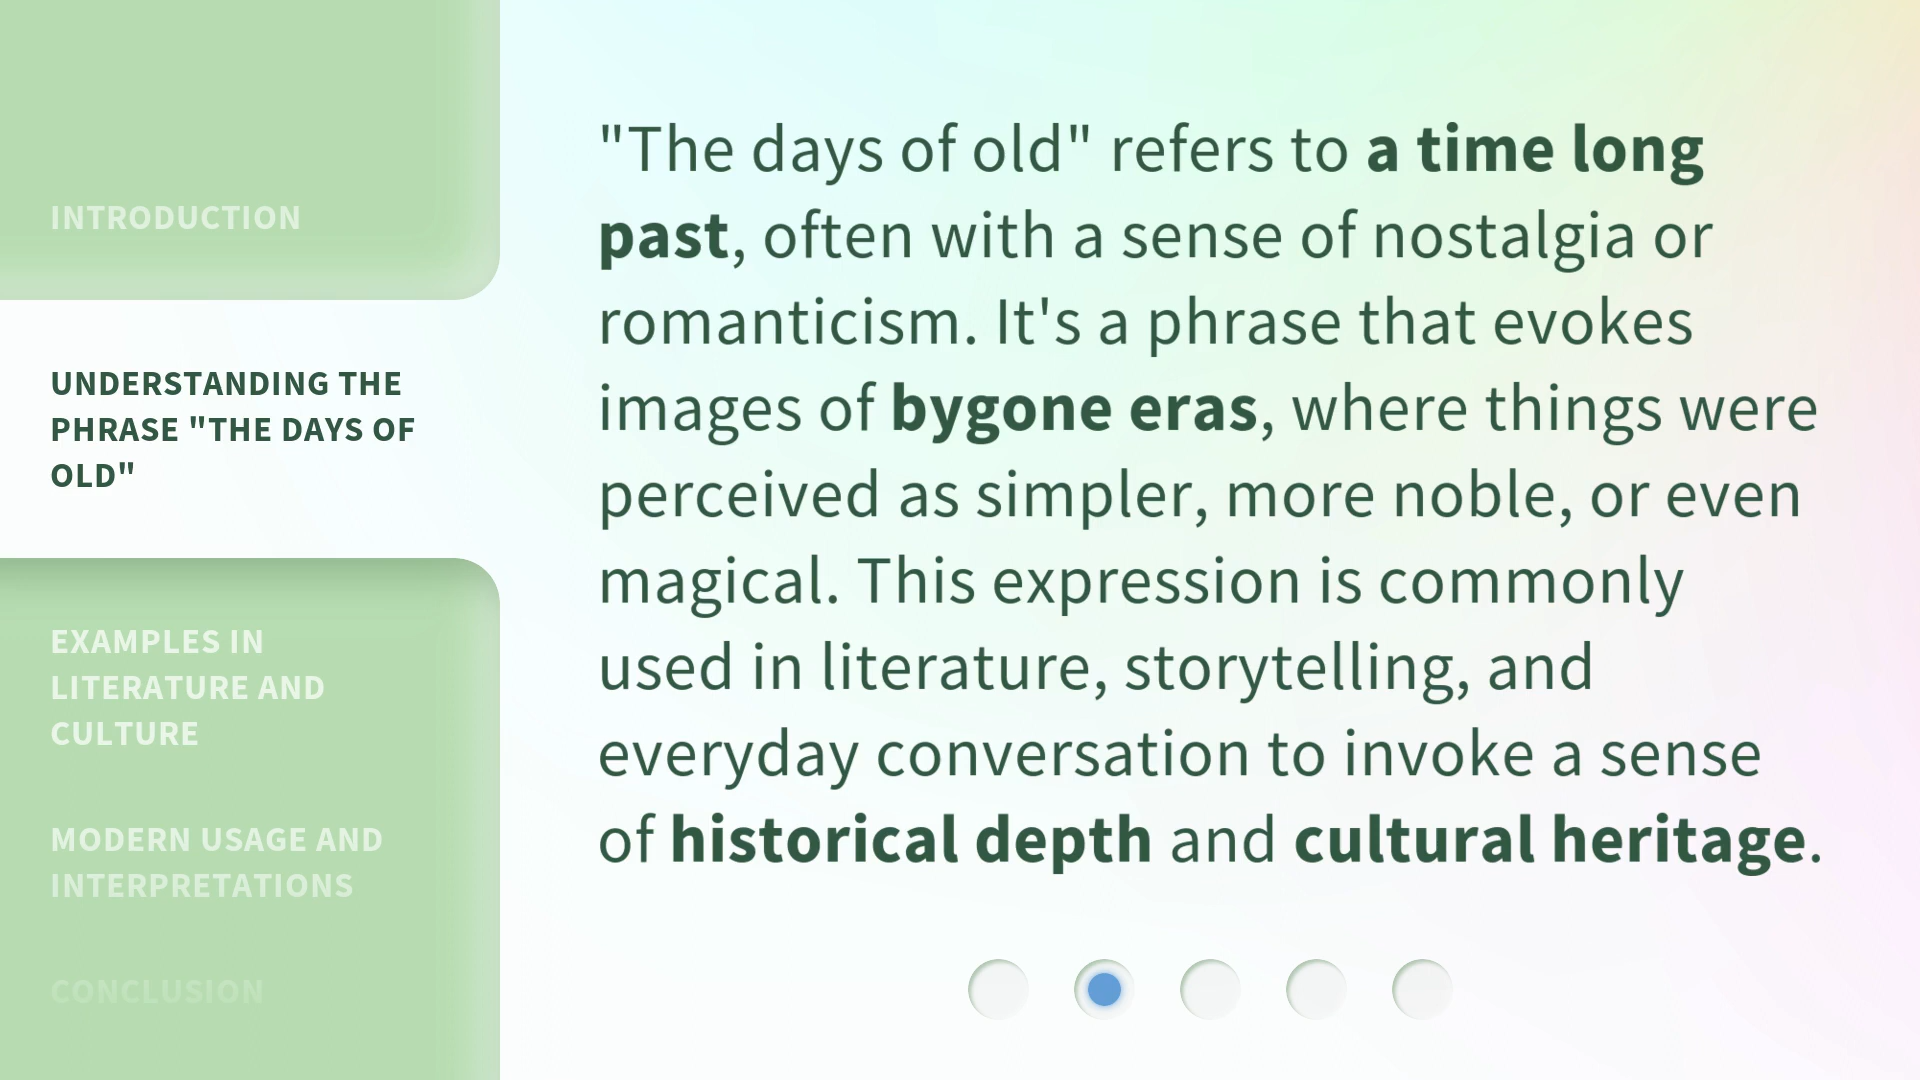 INTRODUCTION
UNDERSTANDING THE
PHRASE "THE DAYS OF
OLD"
EXAMPLES IN
LITERATURE AND
CULTURE
MODERN USAGE AND
INTERPRETATIONS
CONCLUSION
"The days of old" refers to a time long
past, often with a sense of nostalgia or
romanticism. It's a phrase that evokes
images of bygone eras, where things were
perceived as simpler, more noble, or even
magical. This expression is commonly
used in literature, storytelling, and
everyday conversation to invoke a sense
of historical depth and cultural heritage.